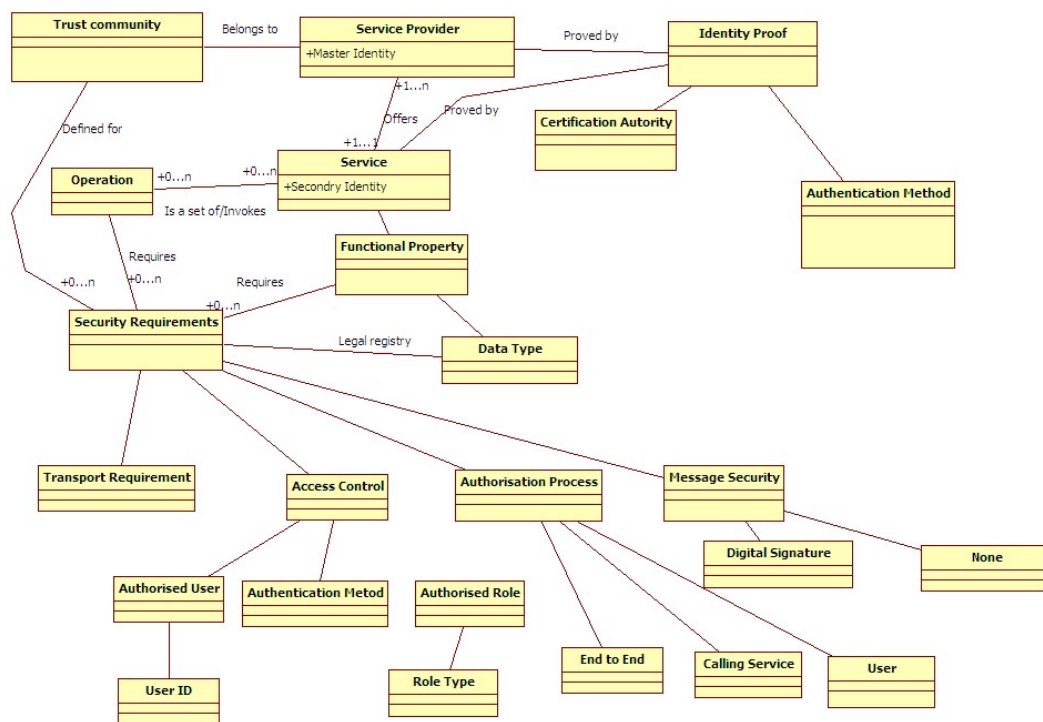 Trust community
Belongs to
Service Provider
+Master Identity
Proved by
Identity Proof
+1...n
Offers
Proved by
+1...1
Certification Autority
Defined for
Service
+Secondry Identity
Operation
+0...n
+0...n
Is a set of/Invokes
Authentication Method
Functional Property
Requires
+0...n
+0...n
Requires
+0...n
Security Requirements
Legal registry
Data Type
Transport Requirement
Access Control
Authorisation Process
Message Security
Digital Signature
None
Authorised User
Authentication Metod
Authorised Role
End to End
Calling Service
User
User ID
Role Type